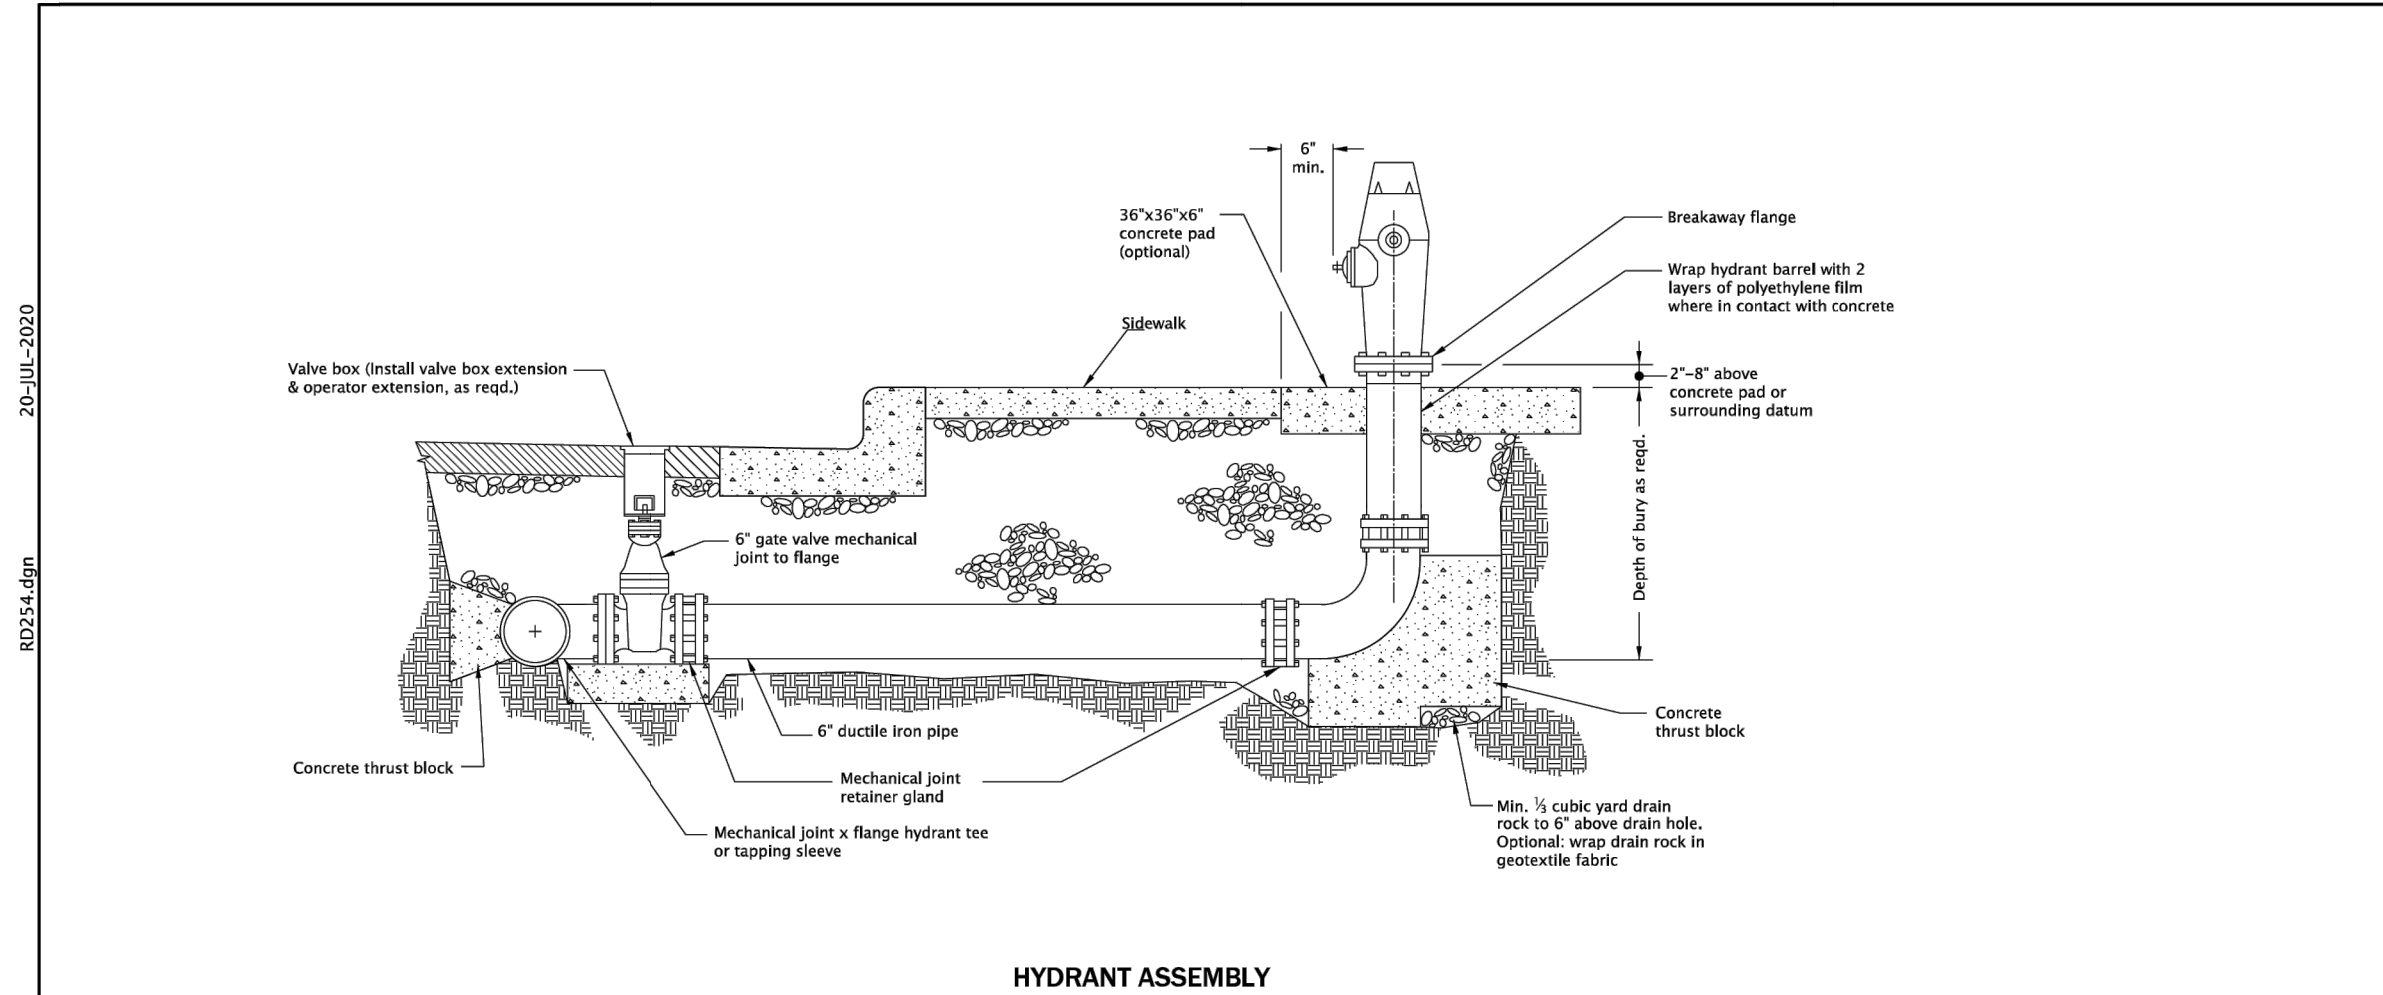 6"
min.
36"x36"x6"
concrete pad
(optional)
Breakaway flange
Wrap hydrant barrel with 2
layers of polyethylene film
where in contact with concrete
Sidewalk
Valve box (Install valve box extension
& operator extension, as reqd.)
2"–8" above
concrete pad or
surrounding datum
Depth of bury as reqd.
6" gate valve mechanical
joint to flange
6" ductile iron pipe
Concrete
thrust block
Concrete thrust block
Mechanical joint
retainer gland
Mechanical joint x flange hydrant tee
or tapping sleeve
Min. ⅓ cubic yard drain
rock to 6" above drain hole.
Optional: wrap drain rock in
geotextile fabric
HYDRANT ASSEMBLY
20–JUL–2020
RD254.dgn